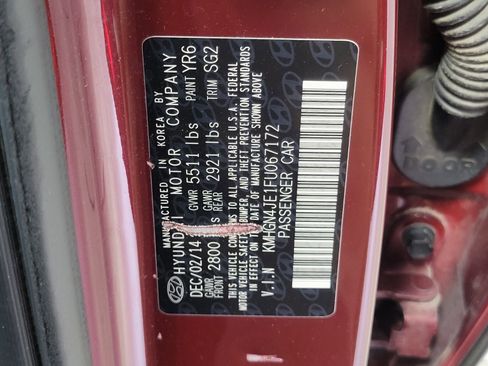 MANUFACTURED IN KOREA BY
HYUNDAI MOTOR COMPANY
DEC/02/14 GVWR 5511 lbs PAINT YR6
GAWR FRONT 2800 lbs GAWR REAR 2921 lbs TRIM SG2
THIS VEHICLE CONFORMS TO ALL APPLICABLE U.S.A. FEDERAL
MOTOR VEHICLE SAFETY, BUMPER, AND THEFT PREVENTION STANDARDS
IN EFFECT ON THE DATE OF MANUFACTURE SHOWN ABOVE.
V.I.N KMHGN4JE1FU067172
PASSENGER CAR